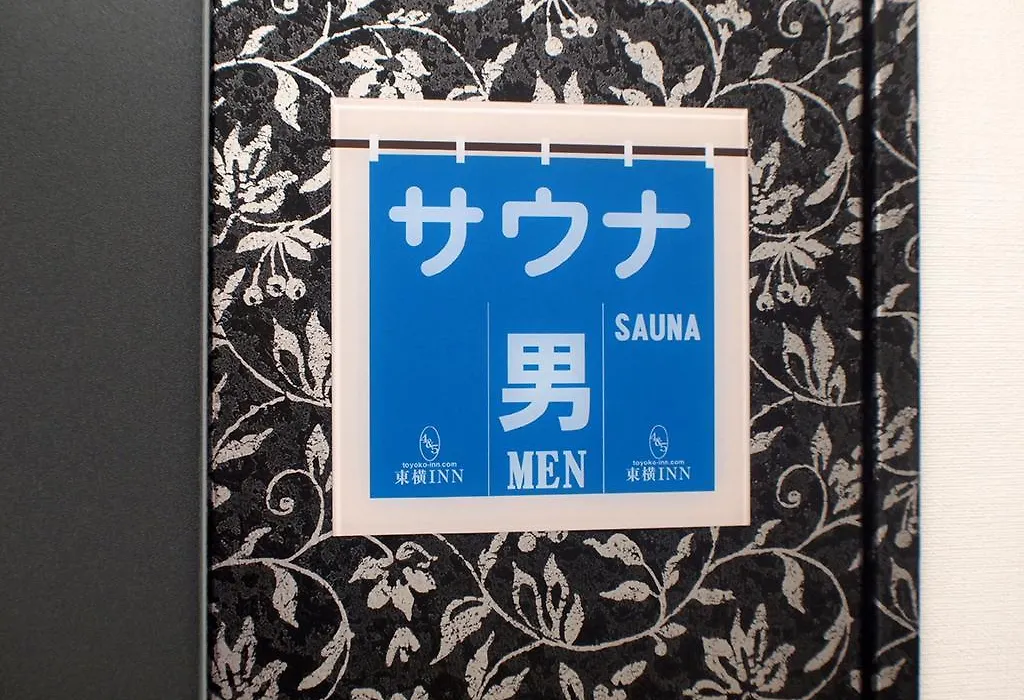 サウナ
SAUNA
男
MEN
A&S
toyoko-inn.com
東横INN
A&S
toyoko-inn.com
東横INN